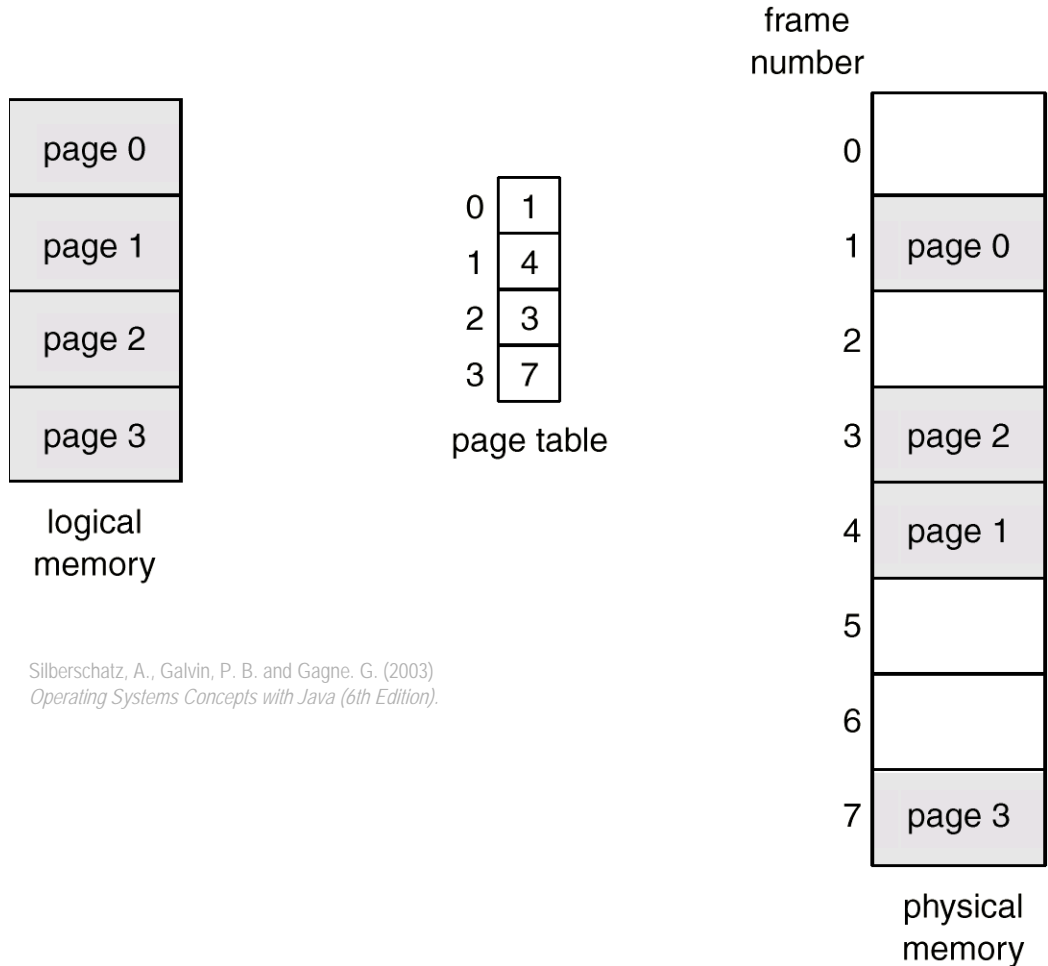 frame
number
page 0
page 1
page 2
page 3
logical
memory
0 1
1 4
2 3
3 7
page table
0
1 page 0
2
3 page 2
4 page 1
5
6
7 page 3
physical
memory
Silberschatz, A., Galvin, P. B. and Gagne. G. (2003)
Operating Systems Concepts with Java (6th Edition).